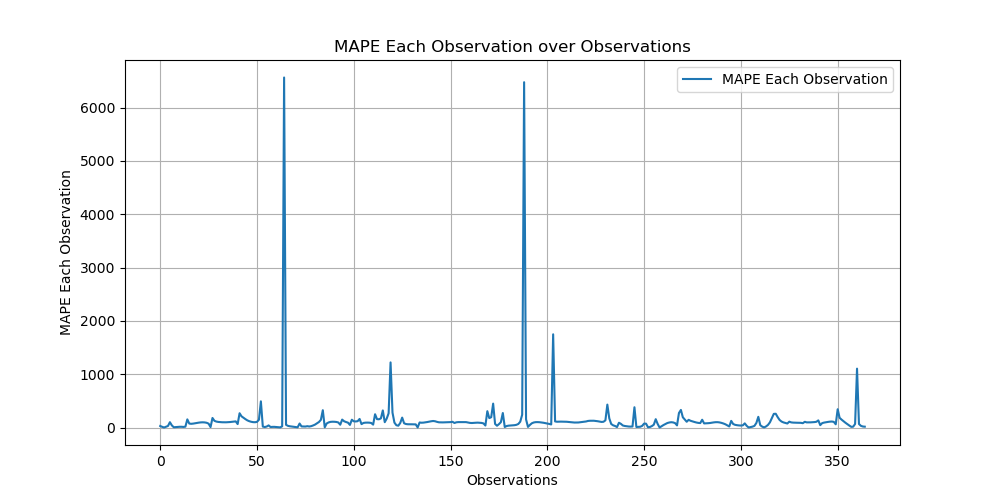 MAPE Each Observation over Observations
MAPE Each Observation
MAPE Each Observation
6000
5000
4000
3000
2000
1000
0
0 50 100 150 200 250 300 350
Observations